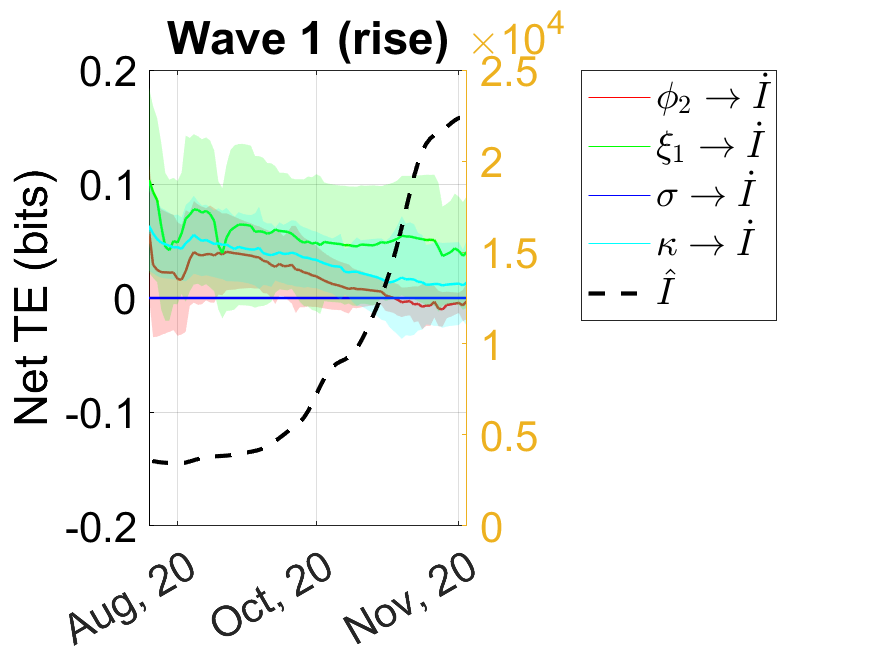 Wave 1 (rise)
×10⁴
Net TE (bits)
0.2
0.1
0
-0.1
-0.2
2.5
2
1.5
1
0.5
0
Aug, 20
Oct, 20
Nov, 20
ϕ₂ → İ
ξ₁ → İ
σ → İ
κ → İ
Î